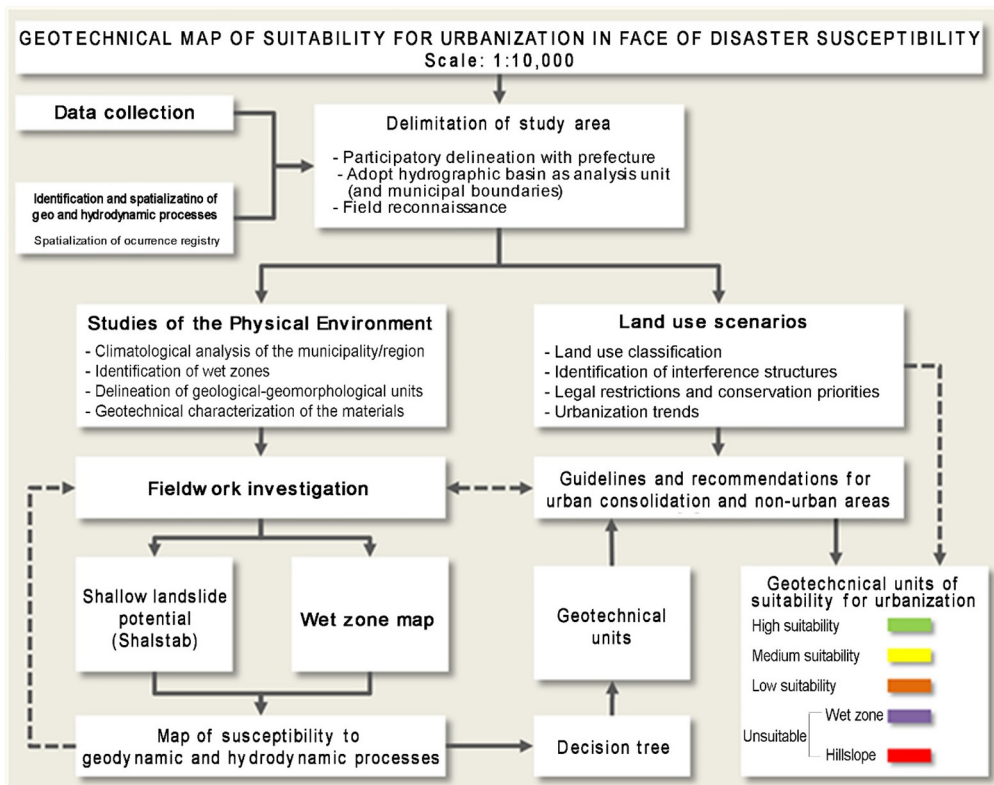 GEOTECHNICAL MAP OF SUITABILITY FOR URBANIZATION IN FACE OF DISASTER SUSCEPTIBILITY
Scale: 1:10,000
Data collection
Identification and spatializatino of
geo and hydrodynamic processes
Spatialization of ocurrence registry
Delimitation of study area
- Participatory delineation with prefecture
- Adopt hydrographic basin as analysis unit
(and municipal boundaries)
- Field reconnaissance
Studies of the Physical Environment
- Climatological analysis of the municipality/region
- Identification of wet zones
- Delineation of geological-geomorphological units
- Geotechnical characterization of the materials
Land use scenarios
- Land use classification
- Identification of interference structures
- Legal restrictions and conservation priorities
- Urbanization trends
Fieldwork investigation
Guidelines and recommendations for
urban consolidation and non-urban areas
Shallow landslide
potential
(Shalstab)
Wet zone map
Geotechnical
units
Map of susceptibility to
geodynamic and hydrodynamic processes
Decision tree
Geotechcnical units of
suitability for urbanization
High suitability
Medium suitability
Low suitability
Unsuitable
Wet zone
Hillslope